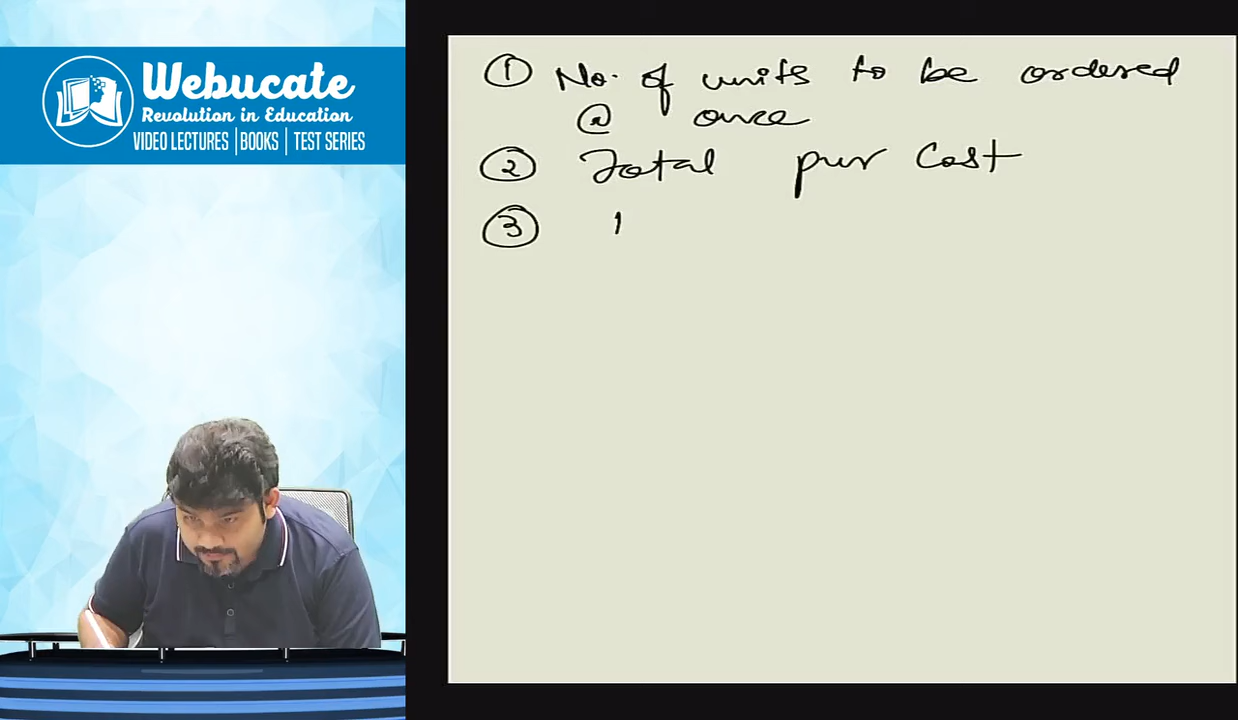 Webucate
Revolution in Education
VIDEO LECTURES | BOOKS | TEST SERIES
① No. of units to be ordered
@ once
② Total pur Cost
③